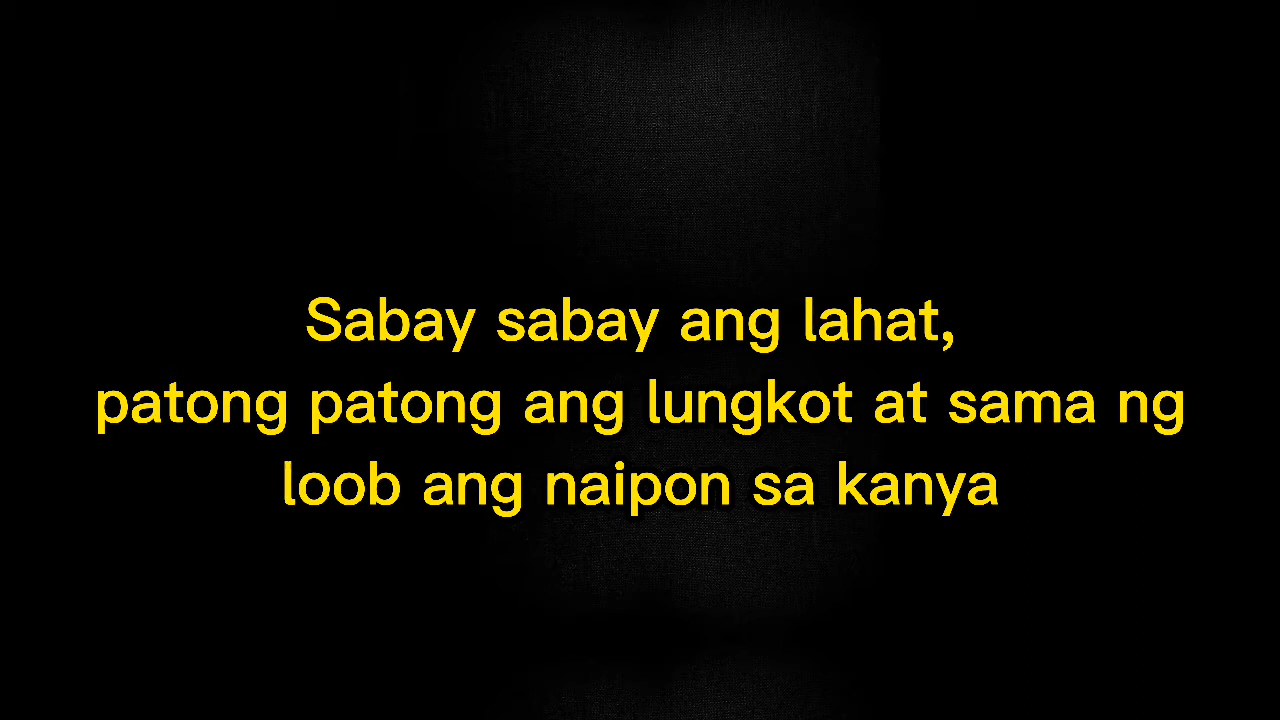 Sabay sabay ang lahat,
patong patong ang lungkot at sama ng
loob ang naipon sa kanya